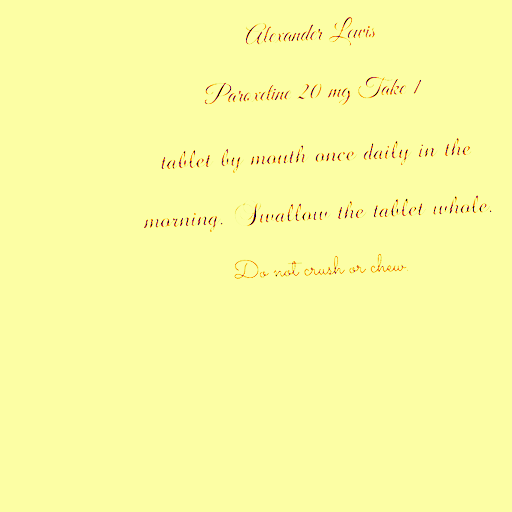 Alexander Lewis
Paroxetine 20 mg Take 1
tablet by mouth once daily in the
morning. Swallow the tablet whole.
Do not crush or chew.